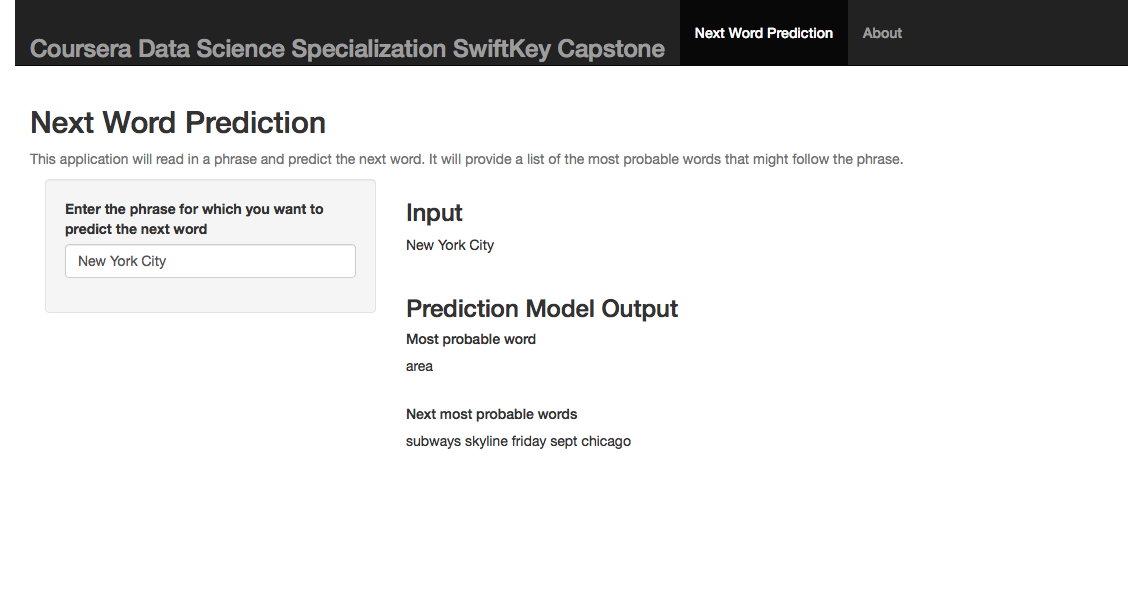 Coursera Data Science Specialization SwiftKey Capstone
Next Word Prediction
About
Next Word Prediction
This application will read in a phrase and predict the next word. It will provide a list of the most probable words that might follow the phrase.
Enter the phrase for which you want to
predict the next word
New York City
Input
New York City
Prediction Model Output
Most probable word
area
Next most probable words
subways skyline friday sept chicago